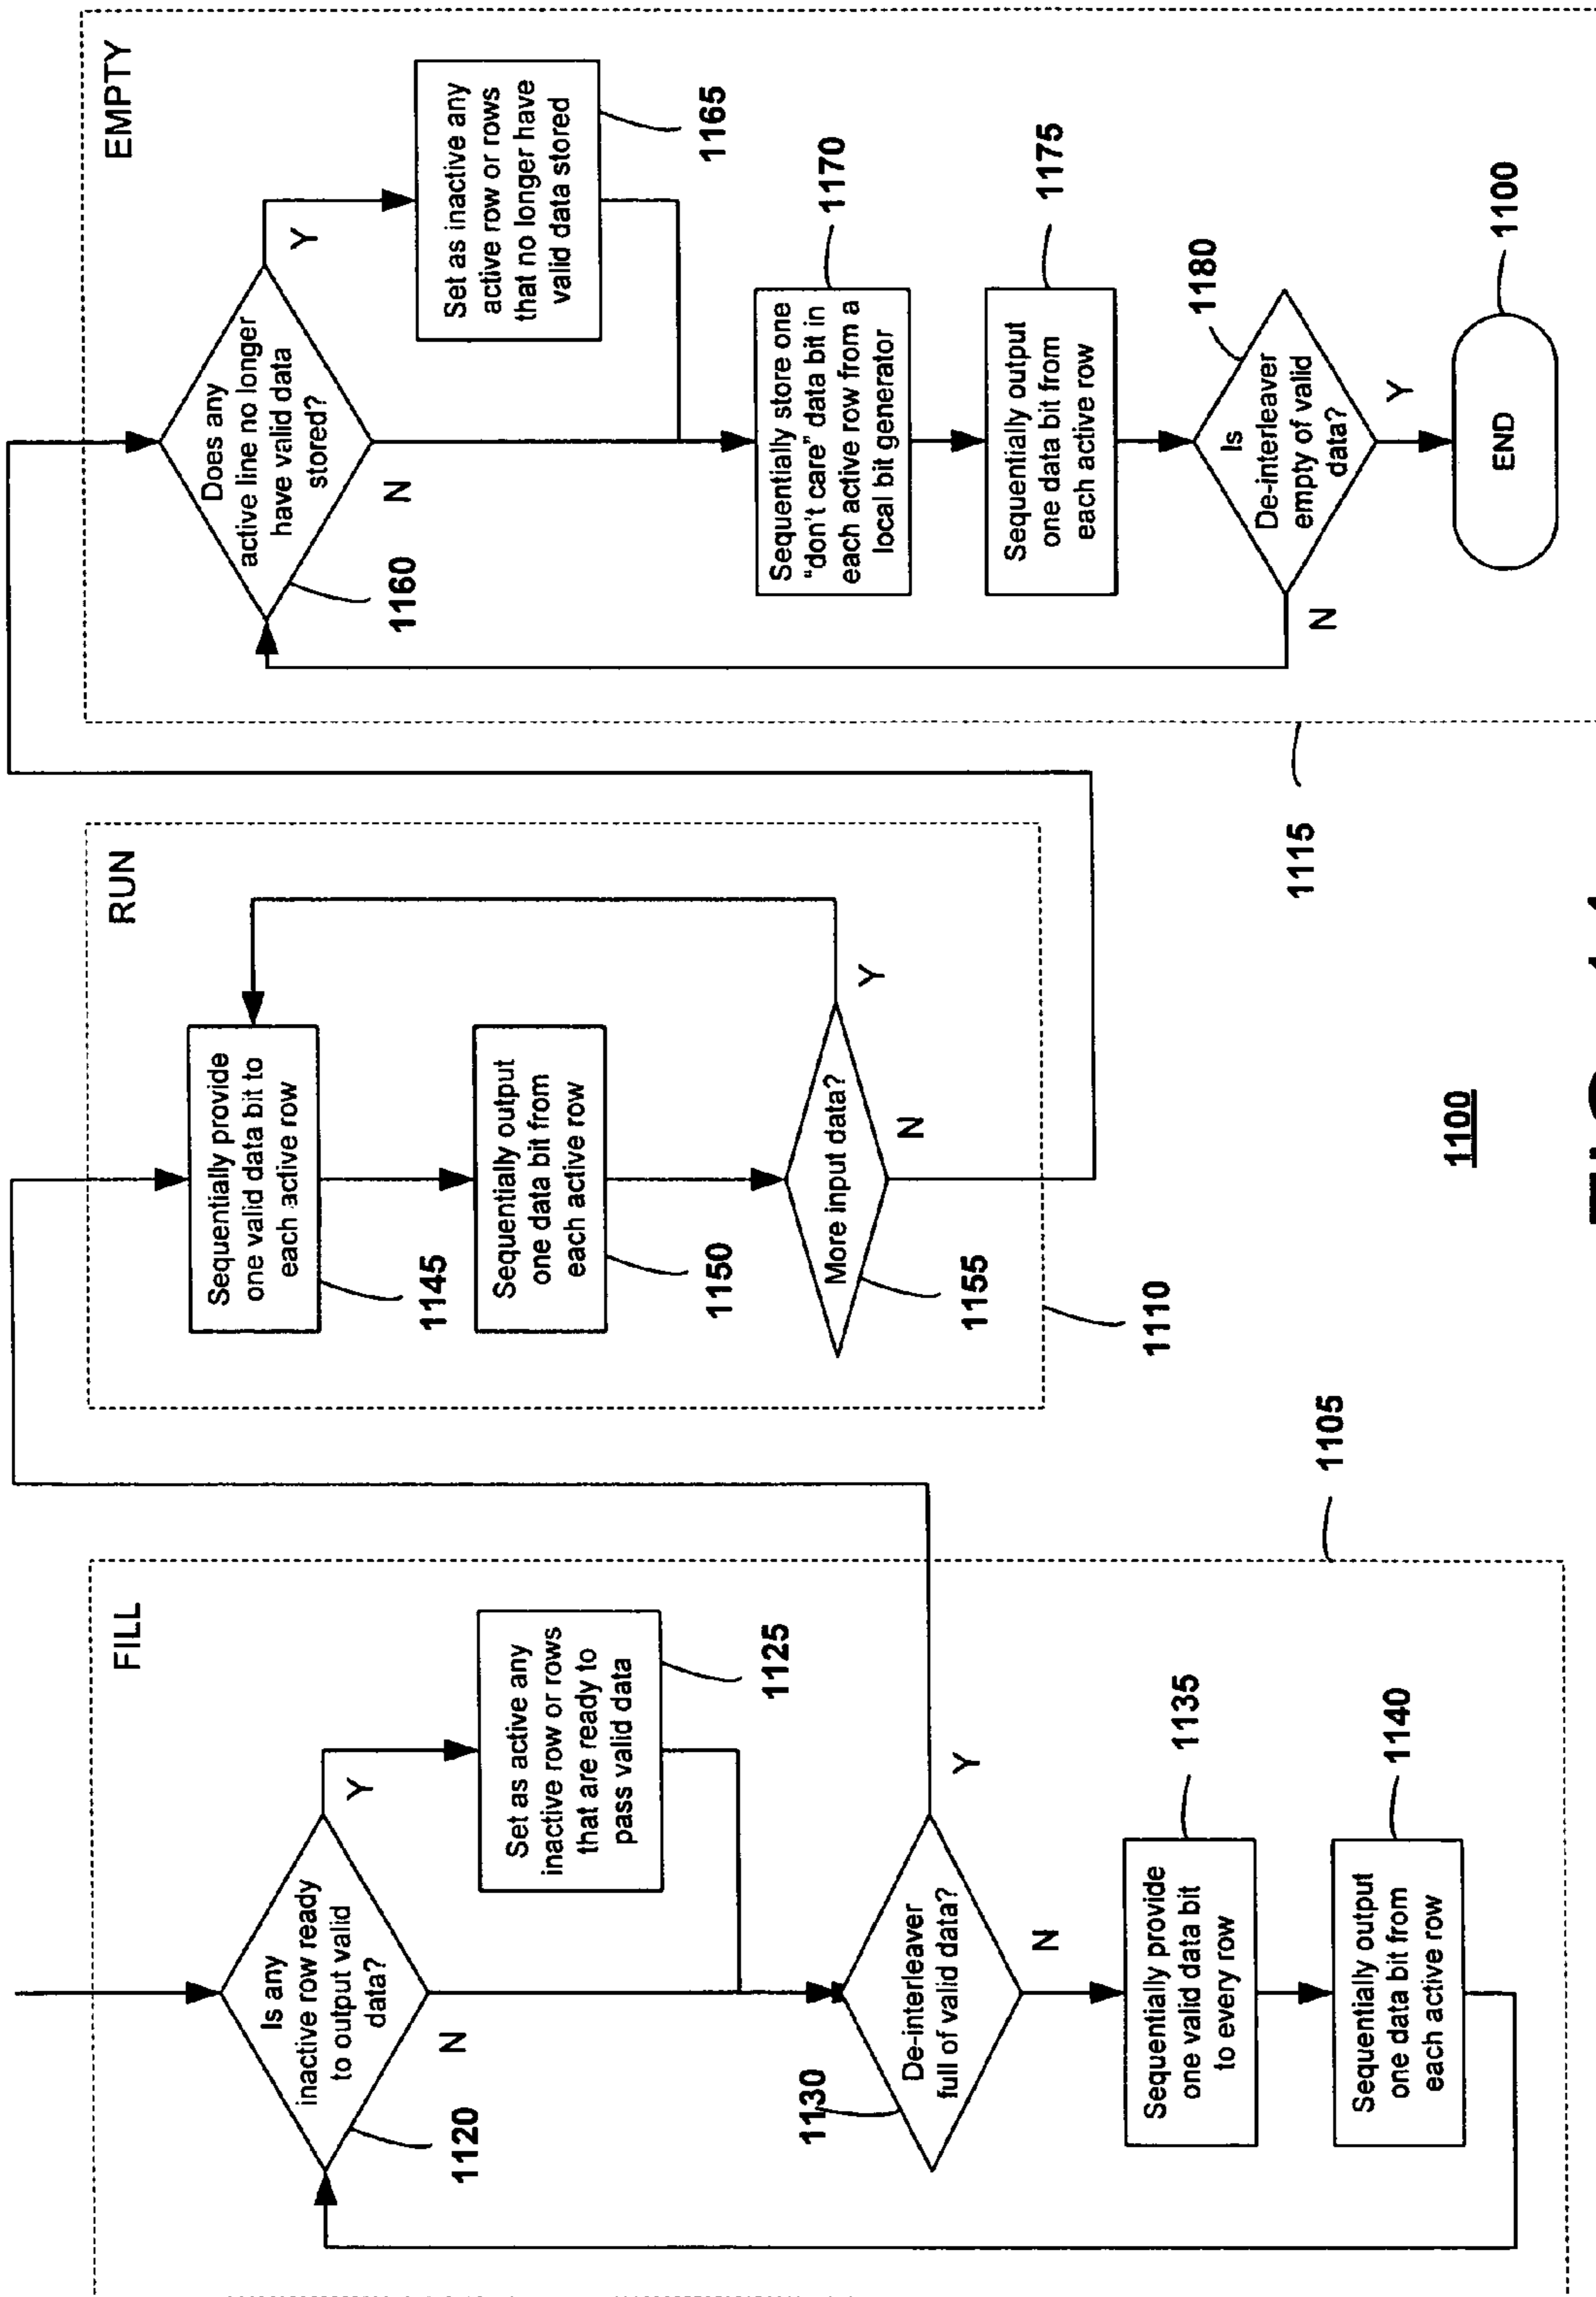 FILL
Is any
inactive row ready
to output valid
data?
Y
N
1120
Set as active any
inactive row or rows
that are ready to
pass valid data
1125
De-interleaver
full of valid data?
1130
Y
N
Sequentially provide
one valid data bit
to every row
1135
Sequentially output
one data bit from
each active row
1140
1105
RUN
Sequentially provide
one valid data bit to
each active row
1145
Sequentially output
one data bit from
each active row
1150
More input data?
1155
Y
N
1110
EMPTY
Does any
active line no longer
have valid data
stored?
1160
Y
N
Set as inactive any
active row or rows
that no longer have
valid data stored
1165
Sequentially store one
"don't care" data bit in
each active row from a
local bit generator
1170
Sequentially output
one data bit from
each active row
1175
Is
De-interleaver
empty of valid
data?
1180
N
Y
END
1100
1115
1100